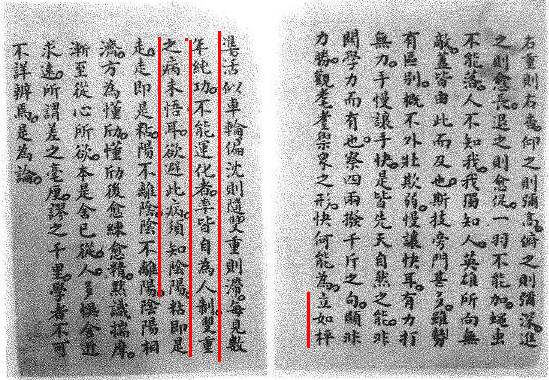 右重則右杳仰之則彌高俯之則彌深進
之則愈長退之則愈促一羽不能加蠅虫
不能落人不知我我獨知人英雄所向無
敵蓋皆由此而及也斯技旁門甚多雖勢
有區別概不外壯欺弱慢讓快耳有力打
無力手慢讓手快是皆先天自然之能非
関學力而有也察四兩撥千斤之句顯非
力勝觀耄耋禦衆之形快何能為立如枰
準活似車輪偏沈則隨雙重則滯每見數
年純功不能運化者率皆自為人制雙重
之病未悟耳欲避此病須知陰陽粘即是
走走即是粘陽不離陰陰不離陽陰陽相
濟方為懂勁懂勁後愈練愈精默識揣摩
漸至從心所欲本是舍己從人多悞舍近
求遠所謂差之毫厘謬之千里學者不可
不詳辨焉是為論